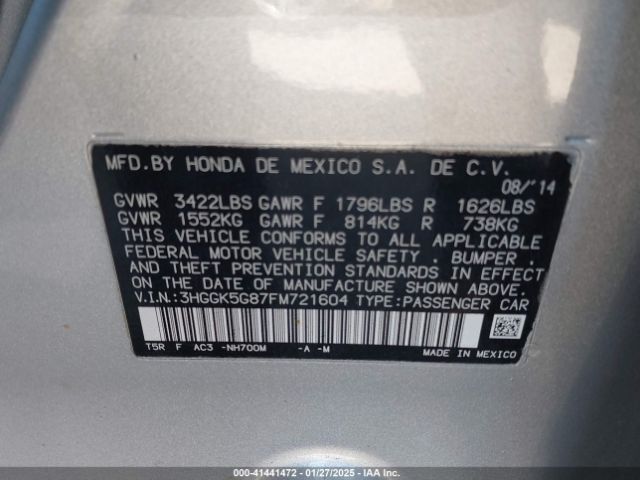 MFD. BY HONDA DE MEXICO S.A. DE C.V.
08/'14
GVWR 3422LBS GAWR F 1796LBS R 1626LBS
GVWR 1552KG GAWR F 814KG R 738KG
THIS VEHICLE CONFORMS TO ALL APPLICABLE
FEDERAL MOTOR VEHICLE SAFETY , BUMPER ,
AND THEFT PREVENTION STANDARDS IN EFFECT
ON THE DATE OF MANUFACTURE SHOWN ABOVE.
V.I.N.:3HGGK5G87FM721604 TYPE:PASSENGER CAR
T5R F AC3 -NH700M -A -M MADE IN MEXICO
000-41441472 - 01/27/2025 - IAAI.com